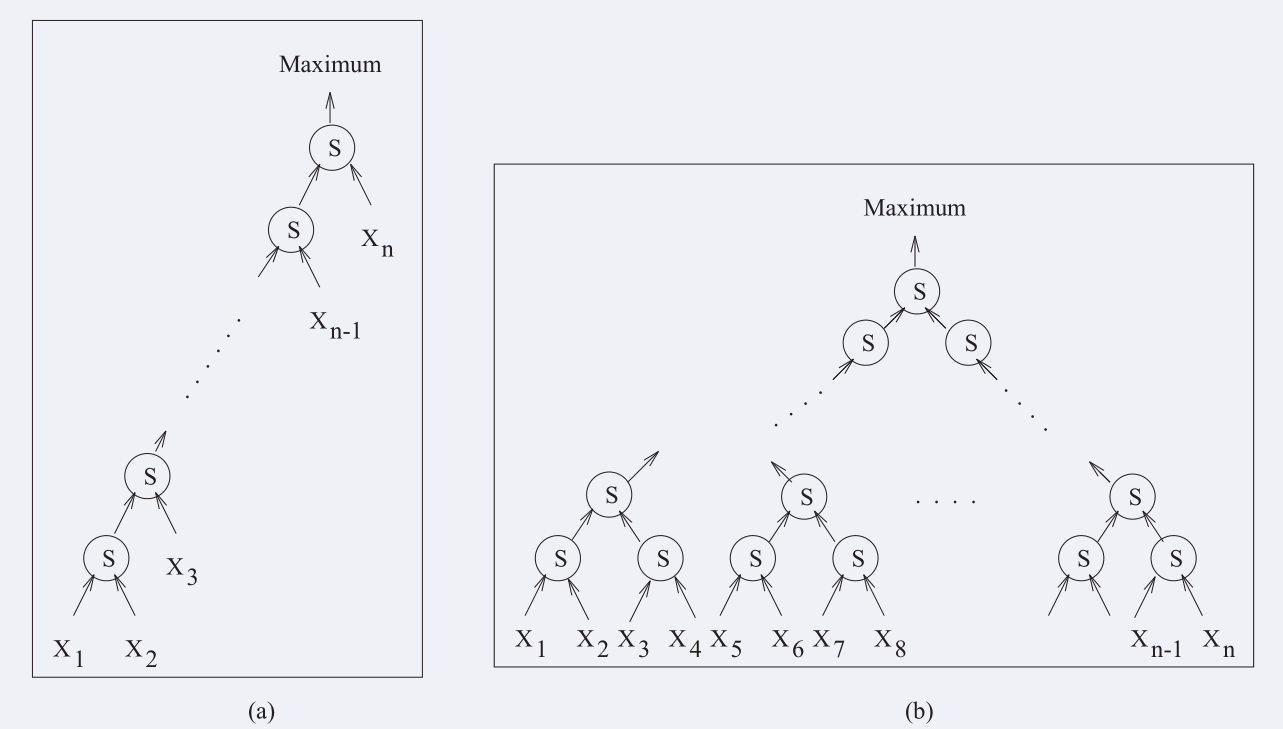 Maximum
S
S
X_n
X_{n-1}
. . . . . .
S
S
X_3
X_1 X_2
(a)
Maximum
S
S S
. . . . . . . .
S S . . . . S
S S S S S S
X_1 X_2 X_3 X_4 X_5 X_6 X_7 X_8 X_{n-1} X_n
(b)